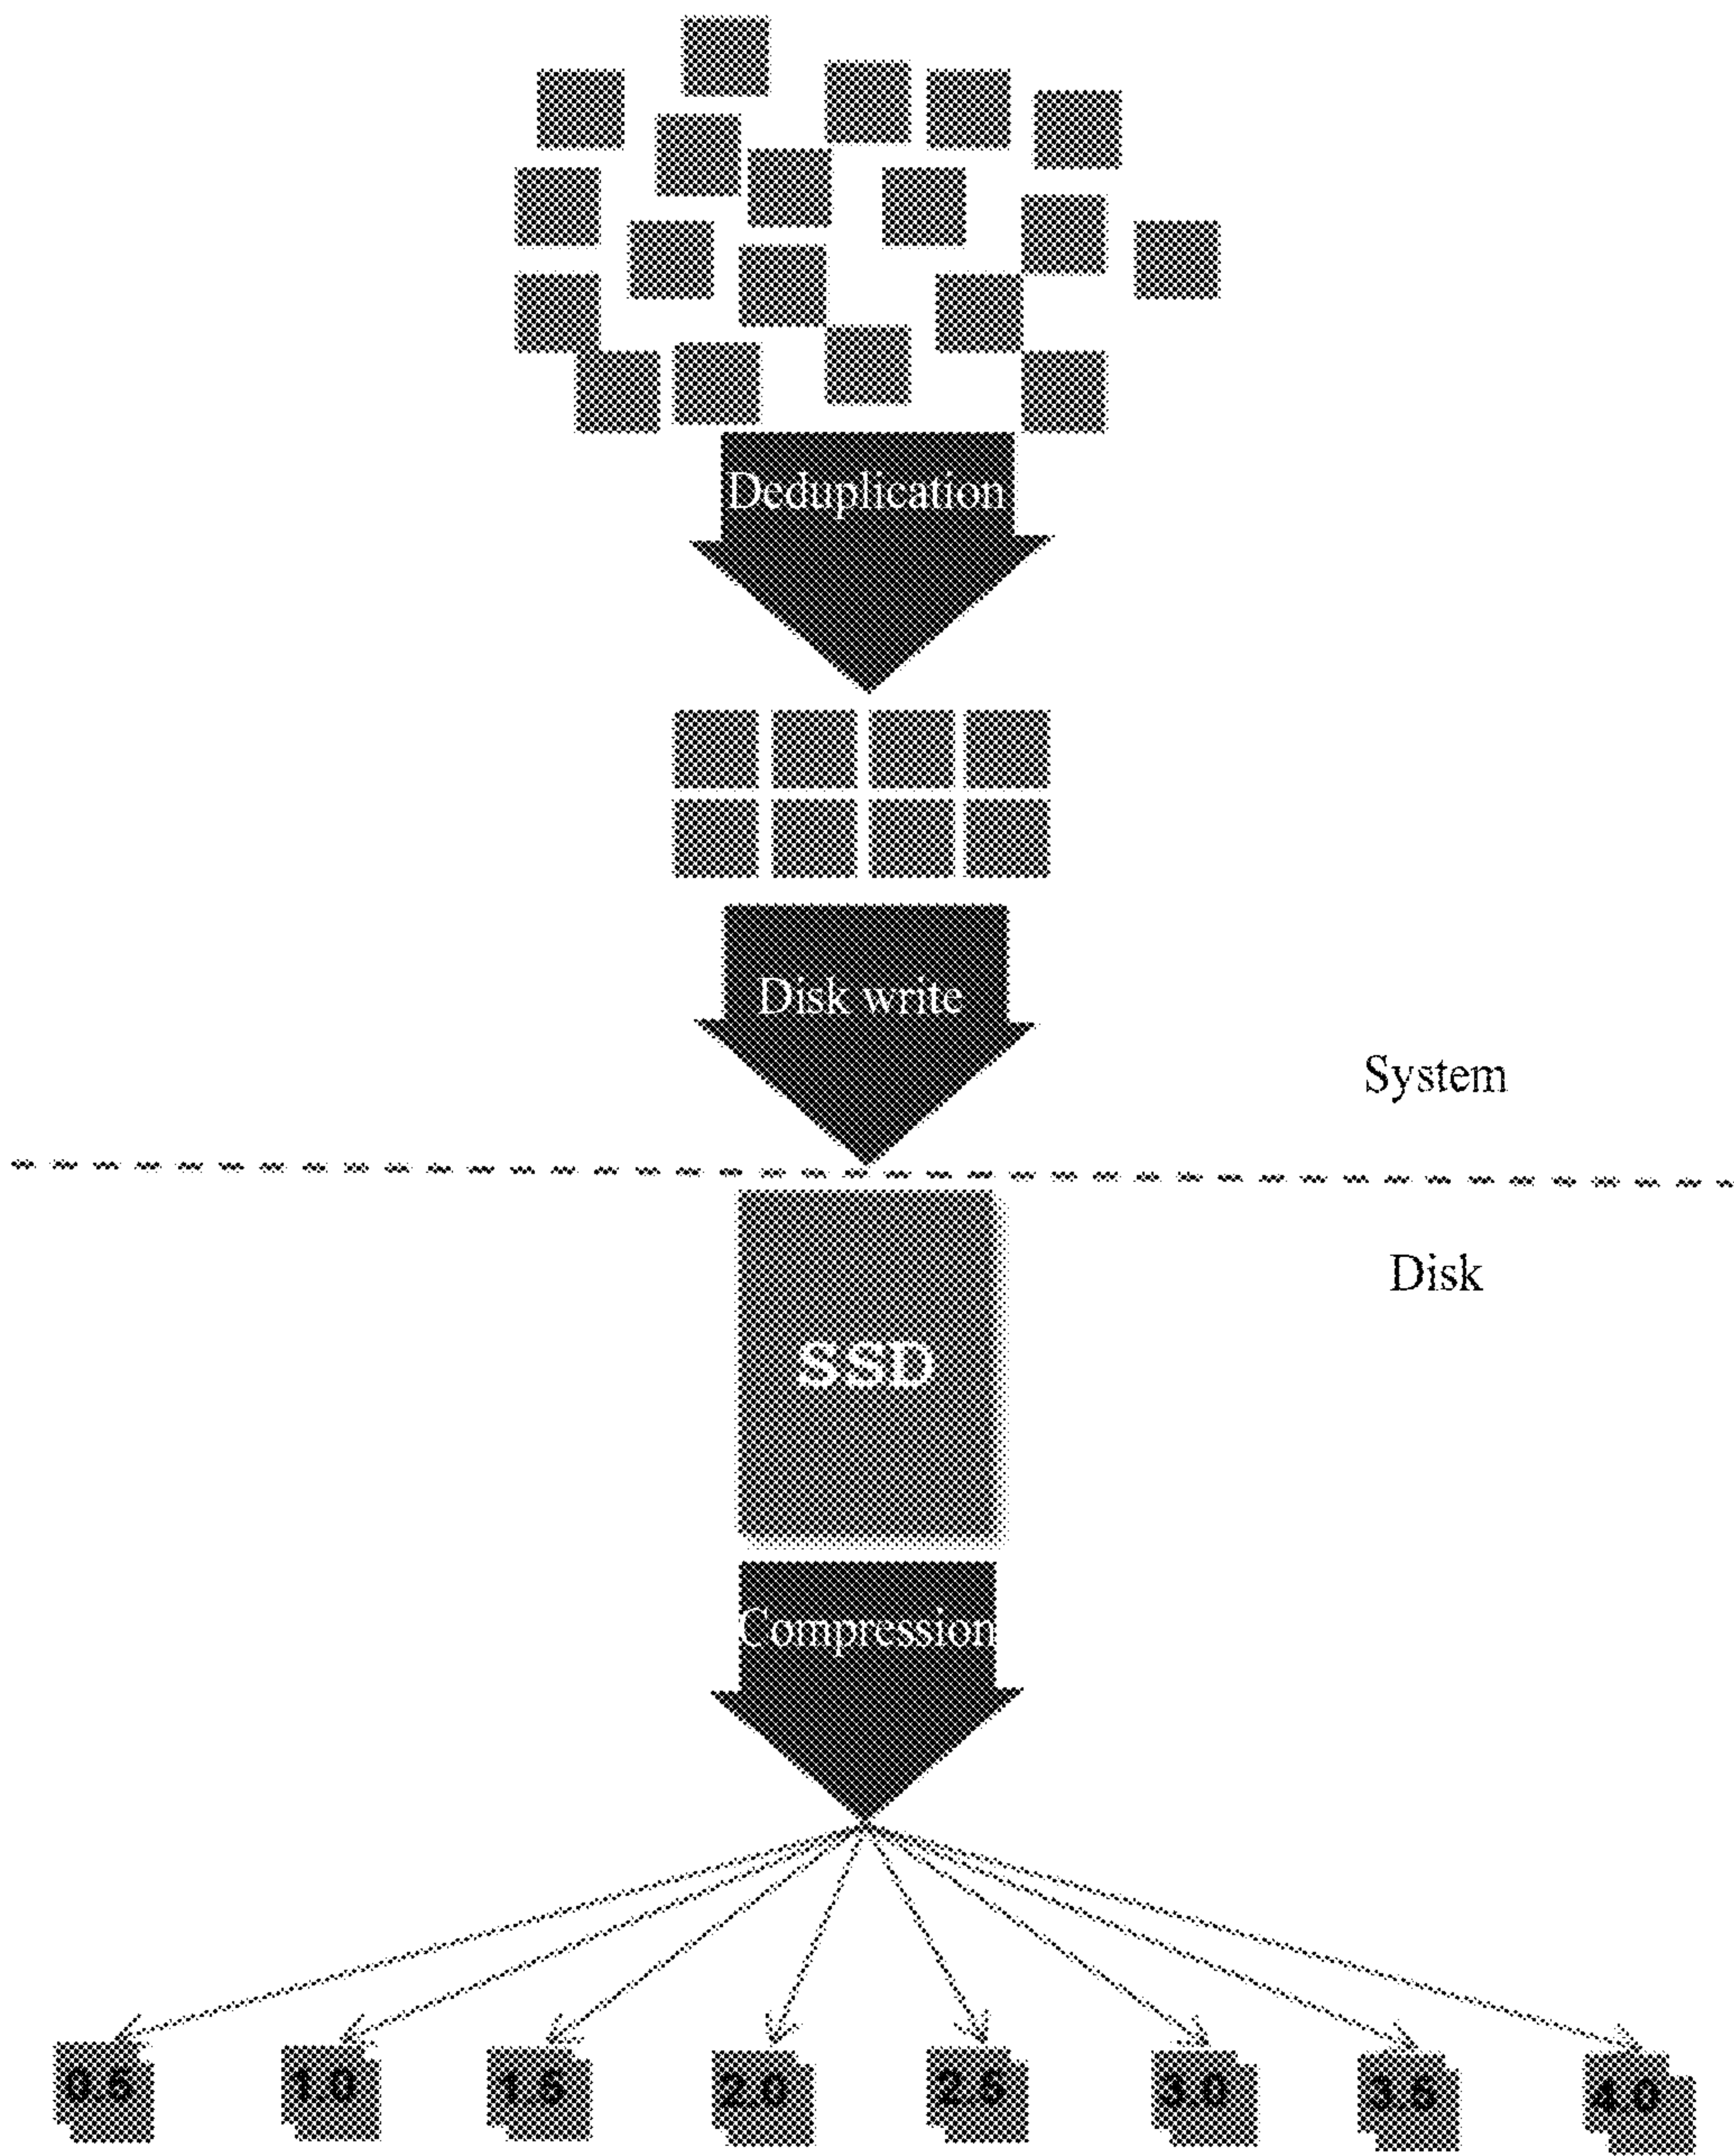 Deduplication
Disk write
System
Disk
SSD
Compression
0.5 1.0 1.5 2.0 2.5 3.0 3.5 4.0